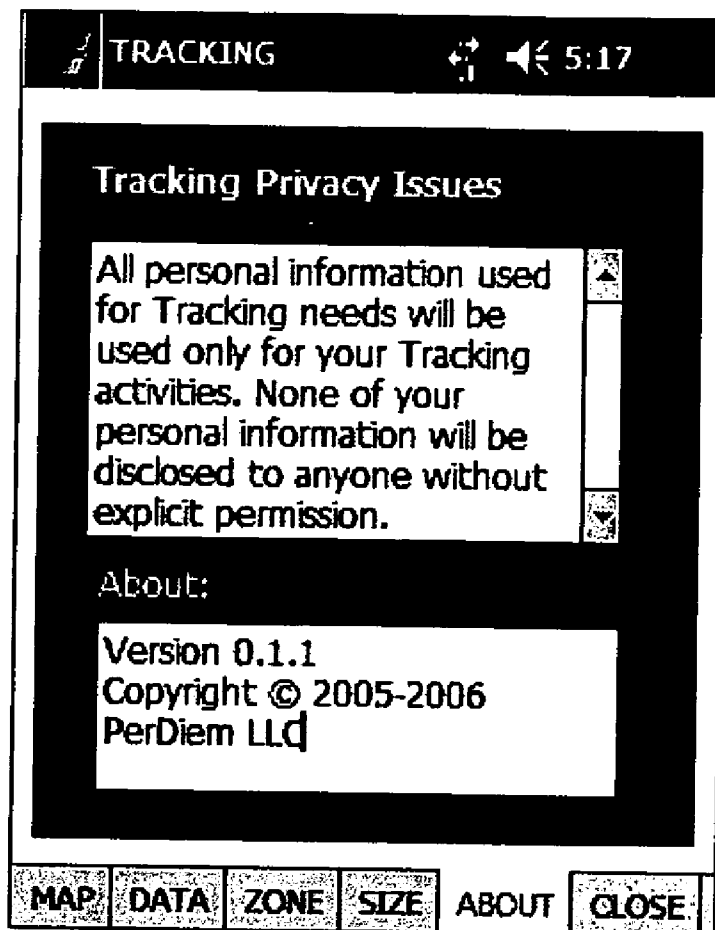 TRACKING 5:17
Tracking Privacy Issues
All personal information used
for Tracking needs will be
used only for your Tracking
activities. None of your
personal information will be
disclosed to anyone without
explicit permission.
About:
Version 0.1.1
Copyright © 2005-2006
PerDiem LLC
MAP DATA ZONE SIZE ABOUT CLOSE